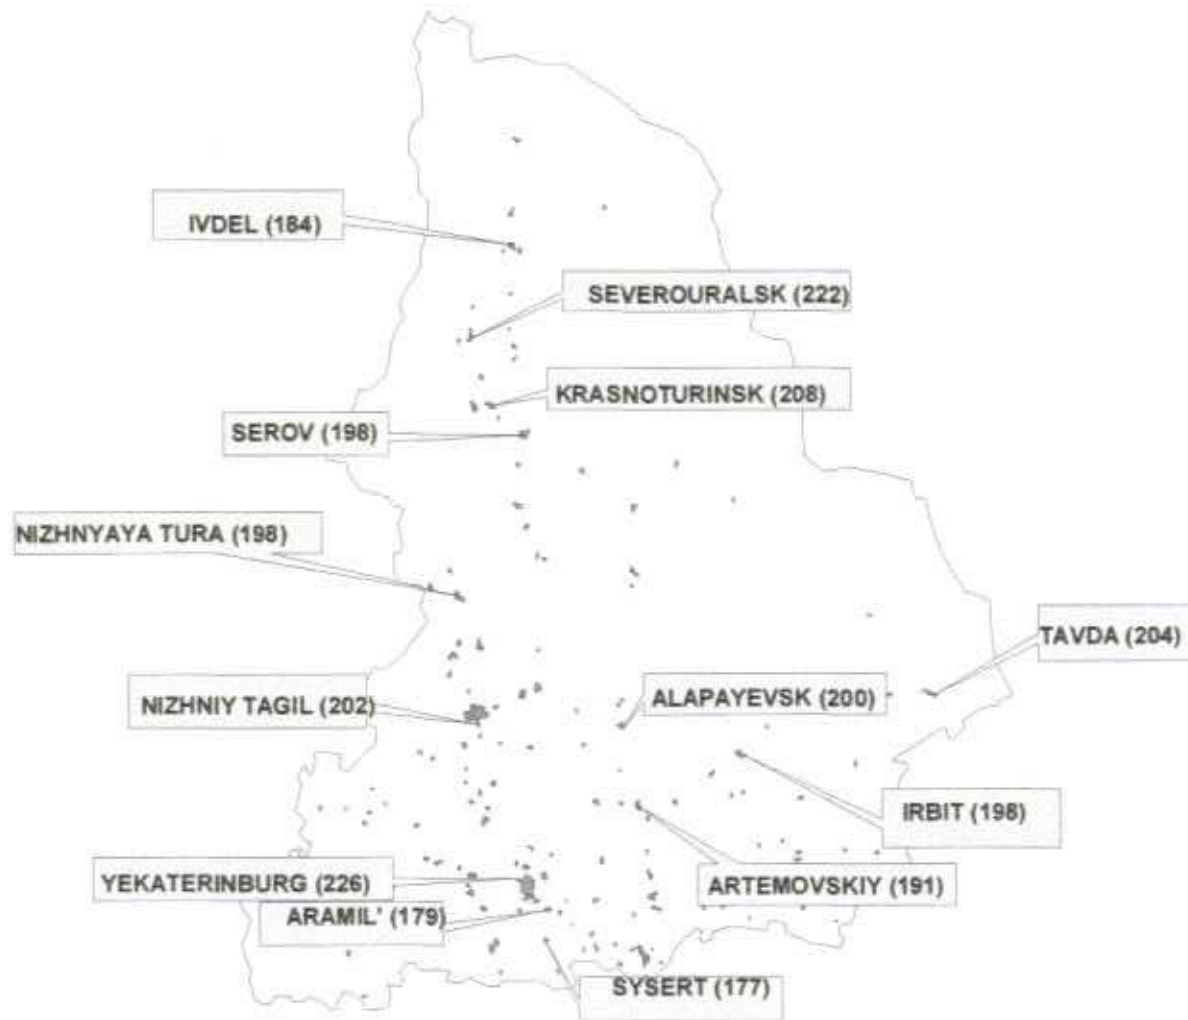 IVDEL (184)
SEVEROURALSK (222)
KRASNOTURINSK (208)
SEROV (198)
NIZHNYAYA TURA (198)
TAVDA (204)
NIZHNIY TAGIL (202)
ALAPAYEVSK (200)
IRBIT (198)
YEKATERINBURG (226)
ARTEMOVSKIY (191)
ARAMIL' (179)
SYSERT (177)